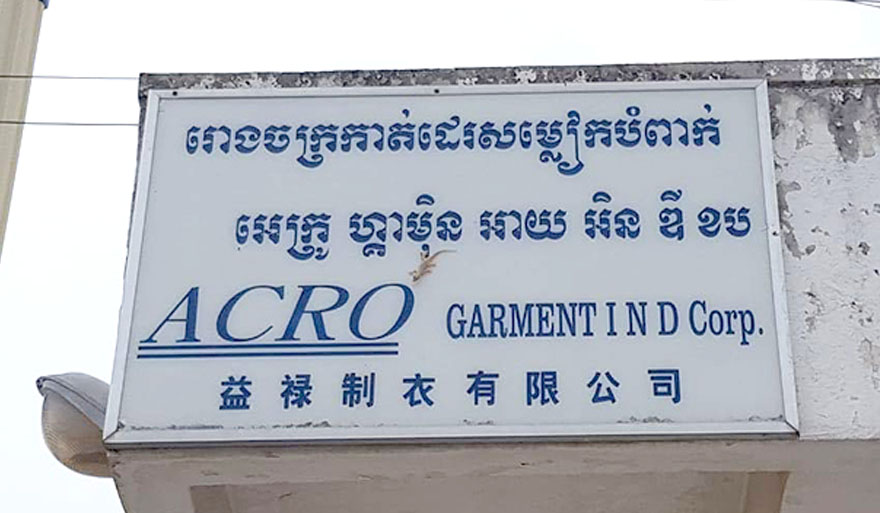 រោងចក្រកាត់ដេរសម្លៀកបំពាក់
អេក្រូ ហ្គាម៉ិន អាយ អិន ឌី ខប
ACRO GARMENT I N D Corp.
益禄制衣有限公司